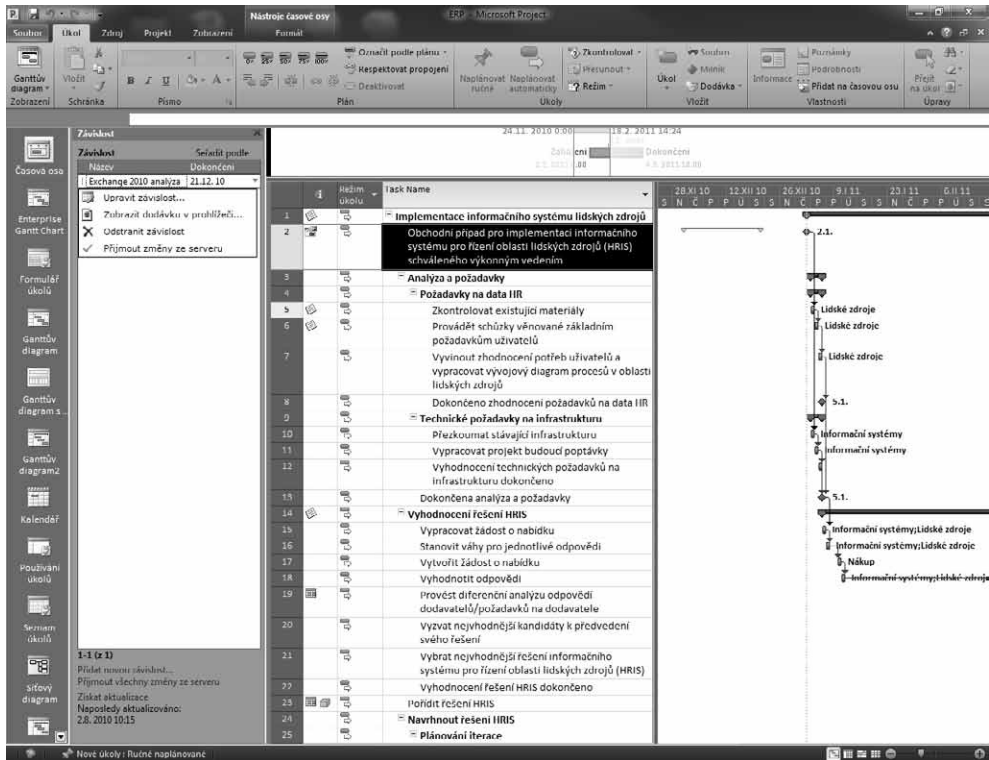 Nástroje časové osy
ERP - Microsoft Project
Soubor Úkol Zdroj Projekt Zobrazení Formát
Ganttův diagram
Zobrazení
Vložit
Schránka
B I U
Písmo
Označit podle plánu
Respektovat propojení
Deaktivovat
Plán
Naplánovat ručně
Naplánovat automaticky
Zkontrolovat
Přesunout
Režim
Úkoly
Úkol
Souhrn
Milník
Dodávka
Vložit
Informace
Poznámky
Podrobnosti
Přidat na časovou osu
Vlastnosti
Přejít na úkol
Úpravy
Časová osa
Enterprise Gantt Chart
Formulář úkolů
Ganttův diagram
Ganttův diagram s...
Ganttův diagram2
Kalendář
Používání úkolů
Seznam úkolů
Síťový diagram
Závislost
Závislost Seřadit podle
Název Dokončení
Exchange 2010 analýza 21.12. 10
Upravit závislost...
Zobrazit dodávku v prohlížeči...
Odstranit závislost
Přijmout změny ze serveru
1-1 (z 1)
Přidat novou závislost...
Přijmout všechny změny ze serveru
Získat aktualizace
Naposledy aktualizováno:
2.8. 2010 10:15
24.11. 2010 0:00 18.2. 2011 14:24
Dokončení
Režim úkolu Task Name
28.XI 10 12.XII 10 26.XII 10 9.I 11 23.I 11 6.II 11
S N Č P P Ú S S N Č P P Ú S S
1 Implementace informačního systému lidských zdrojů
2 Obchodní případ pro implementaci informačního
systému pro řízení oblasti lidských zdrojů (HRIS)
schváleného výkonným vedením
2.1.
3 Analýza a požadavky
4 Požadavky na data HR
5 Zkontrolovat existující materiály
Lidské zdroje
6 Provádět schůzky věnované základním
požadavkům uživatelů
Lidské zdroje
7 Vyvinout zhodnocení potřeb uživatelů a
vypracovat vývojový diagram procesů v oblasti
lidských zdrojů
Lidské zdroje
8 Dokončeno zhodnocení požadavků na data HR
5.1.
9 Technické požadavky na infrastrukturu
10 Přezkoumat stávající infrastrukturu
Informační systémy
11 Vypracovat projekt budoucí poptávky
Informační systémy
12 Vyhodnocení technických požadavků na
infrastrukturu dokončeno
13 Dokončena analýza a požadavky
5.1.
14 Vyhodnocení řešení HRIS
15 Vypracovat žádost o nabídku
Informační systémy;Lidské zdroje
16 Stanovit váhy pro jednotlivé odpovědi
Informační systémy;Lidské zdroje
17 Vytvořit žádost o nabídku
Nákup
18 Vyhodnotit odpovědi
Informační systémy;Lidské zdroje
19 Provést diferenční analýzu odpovědí
dodavatelů/požadavků na dodavatele
20 Vyzvat nejvhodnější kandidáty k předvedení
svého řešení
21 Vybrat nejvhodnější řešení informačního
systému pro řízení oblasti lidských zdrojů (HRIS)
22 Vyhodnocení řešení HRIS dokončeno
23 Pořídit řešení HRIS
24 Navrhnout řešení HRIS
25 Plánování iterace
Nové úkoly : Ručně naplánované